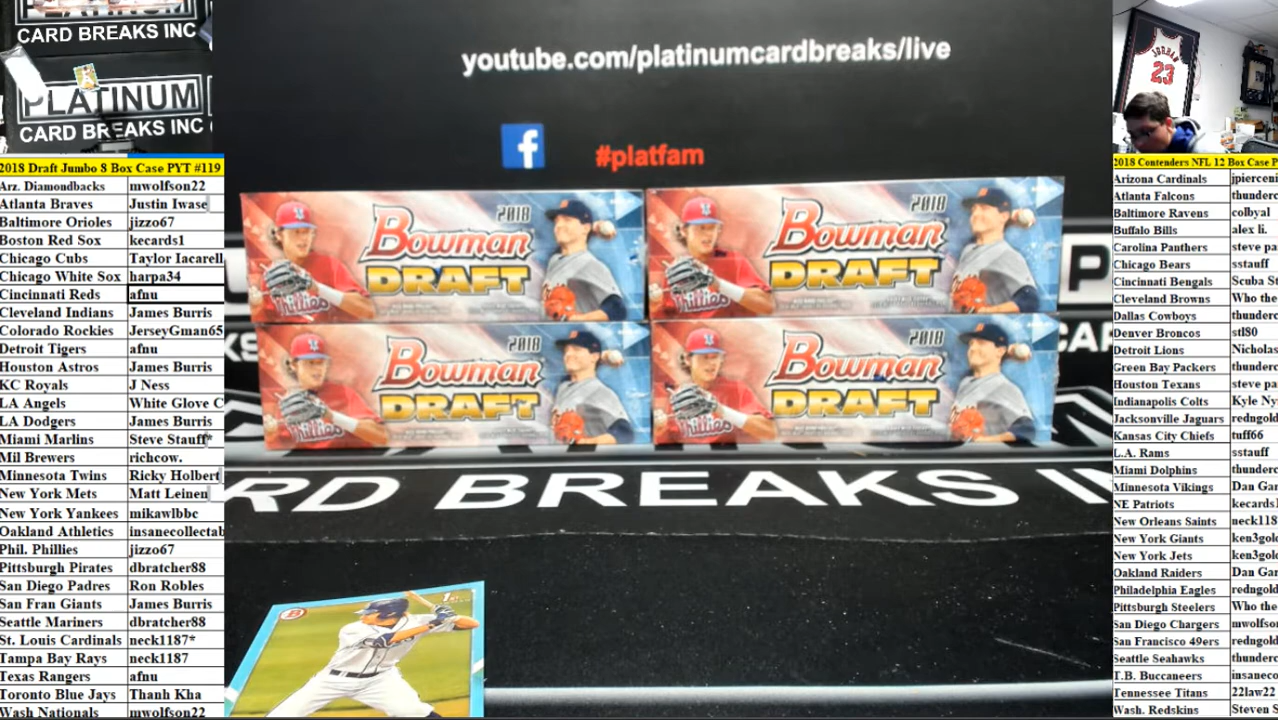 CARD BREAKS INC
PLATINUM
CARD BREAKS INC
youtube.com/platinumcardbreaks/live
#platfam
JORDAN
23
2018
Bowman
DRAFT
Phillies
2018
Bowman
DRAFT
2018
Bowman
DRAFT
Phillies
2018
Bowman
DRAFT
Phillies
RD BREAKS IN
1st
B
2018 Draft Jumbo 8 Box Case PYT #119
Arz. Diamondbacks mwolfson22
Atlanta Braves Justin Iwase
Baltimore Orioles jizzo67
Boston Red Sox kecards1
Chicago Cubs Taylor Iacarell
Chicago White Sox harpa34
Cincinnati Reds afnu
Cleveland Indians James Burris
Colorado Rockies JerseyGman65
Detroit Tigers afnu
Houston Astros James Burris
KC Royals J Ness
LA Angels White Glove C
LA Dodgers James Burris
Miami Marlins Steve Stauff*
Mil Brewers richcow.
Minnesota Twins Ricky Holbert
New York Mets Matt Leinen
New York Yankees mikawlbbc
Oakland Athletics insanecollectab
Phil. Phillies jizzo67
Pittsburgh Pirates dbratcher88
San Diego Padres Ron Robles
San Fran Giants James Burris
Seattle Mariners dbratcher88
St. Louis Cardinals neck1187*
Tampa Bay Rays neck1187
Texas Rangers afnu
Toronto Blue Jays Thanh Kha
Wash Nationals mwolfson22
2018 Contenders NFL 12 Box Case P
Arizona Cardinals jpierceni
Atlanta Falcons thunderc
Baltimore Ravens colbyal
Buffalo Bills alex li.
Carolina Panthers steve pa
Chicago Bears sstauff
Cincinnati Bengals Scuba St
Cleveland Browns Who the
Dallas Cowboys thunderc
Denver Broncos stl80
Detroit Lions Nicholas
Green Bay Packers thunderc
Houston Texans steve pa
Indianapolis Colts Kyle Ny
Jacksonville Jaguars redngold
Kansas City Chiefs tuff66
L.A. Rams sstauff
Miami Dolphins thunderc
Minnesota Vikings Dan Gar
NE Patriots kecards1
New Orleans Saints neck118
New York Giants ken3gold
New York Jets ken3gold
Oakland Raiders Dan Gar
Philadelphia Eagles redngold
Pittsburgh Steelers Who the
San Diego Chargers mwolfso
San Francisco 49ers redngold
Seattle Seahawks thunderc
T.B. Buccaneers insaneco
Tennessee Titans 22law22
Wash. Redskins Steven S